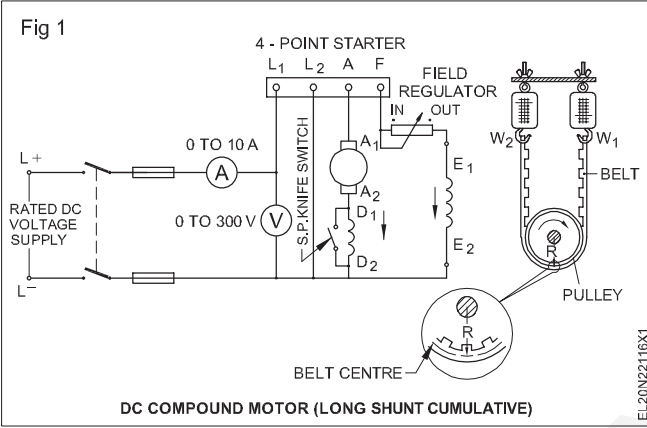 Fig 1
4 - POINT STARTER
L1 L2 A F
FIELD
REGULATOR
IN OUT
L+
0 TO 10 A
A
A1
A2
S.P.KNIFE SWITCH
RATED DC
VOLTAGE
SUPPLY
0 TO 300 V
V
D1
D2
E1
E2
L–
W2
W1
BELT
R
PULLEY
R
BELT CENTRE
DC COMPOUND MOTOR (LONG SHUNT CUMULATIVE)
EL20N22116X1